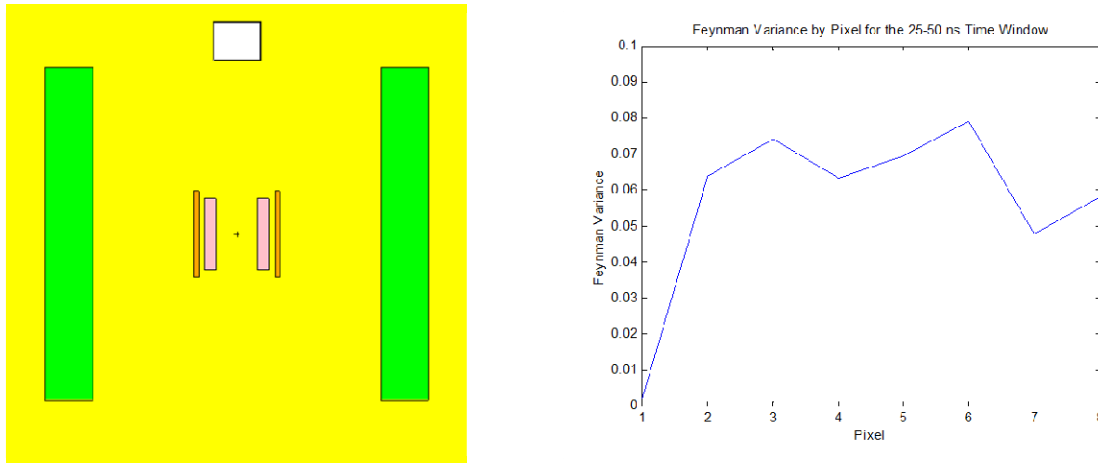 Feynman Variance by Pixel for the 25-50 ns Time Window
0.1
0.09
0.08
0.07
0.06
0.05
0.04
0.03
0.02
0.01
0
Feynman Variance
1 2 3 4 5 6 7 8
Pixel